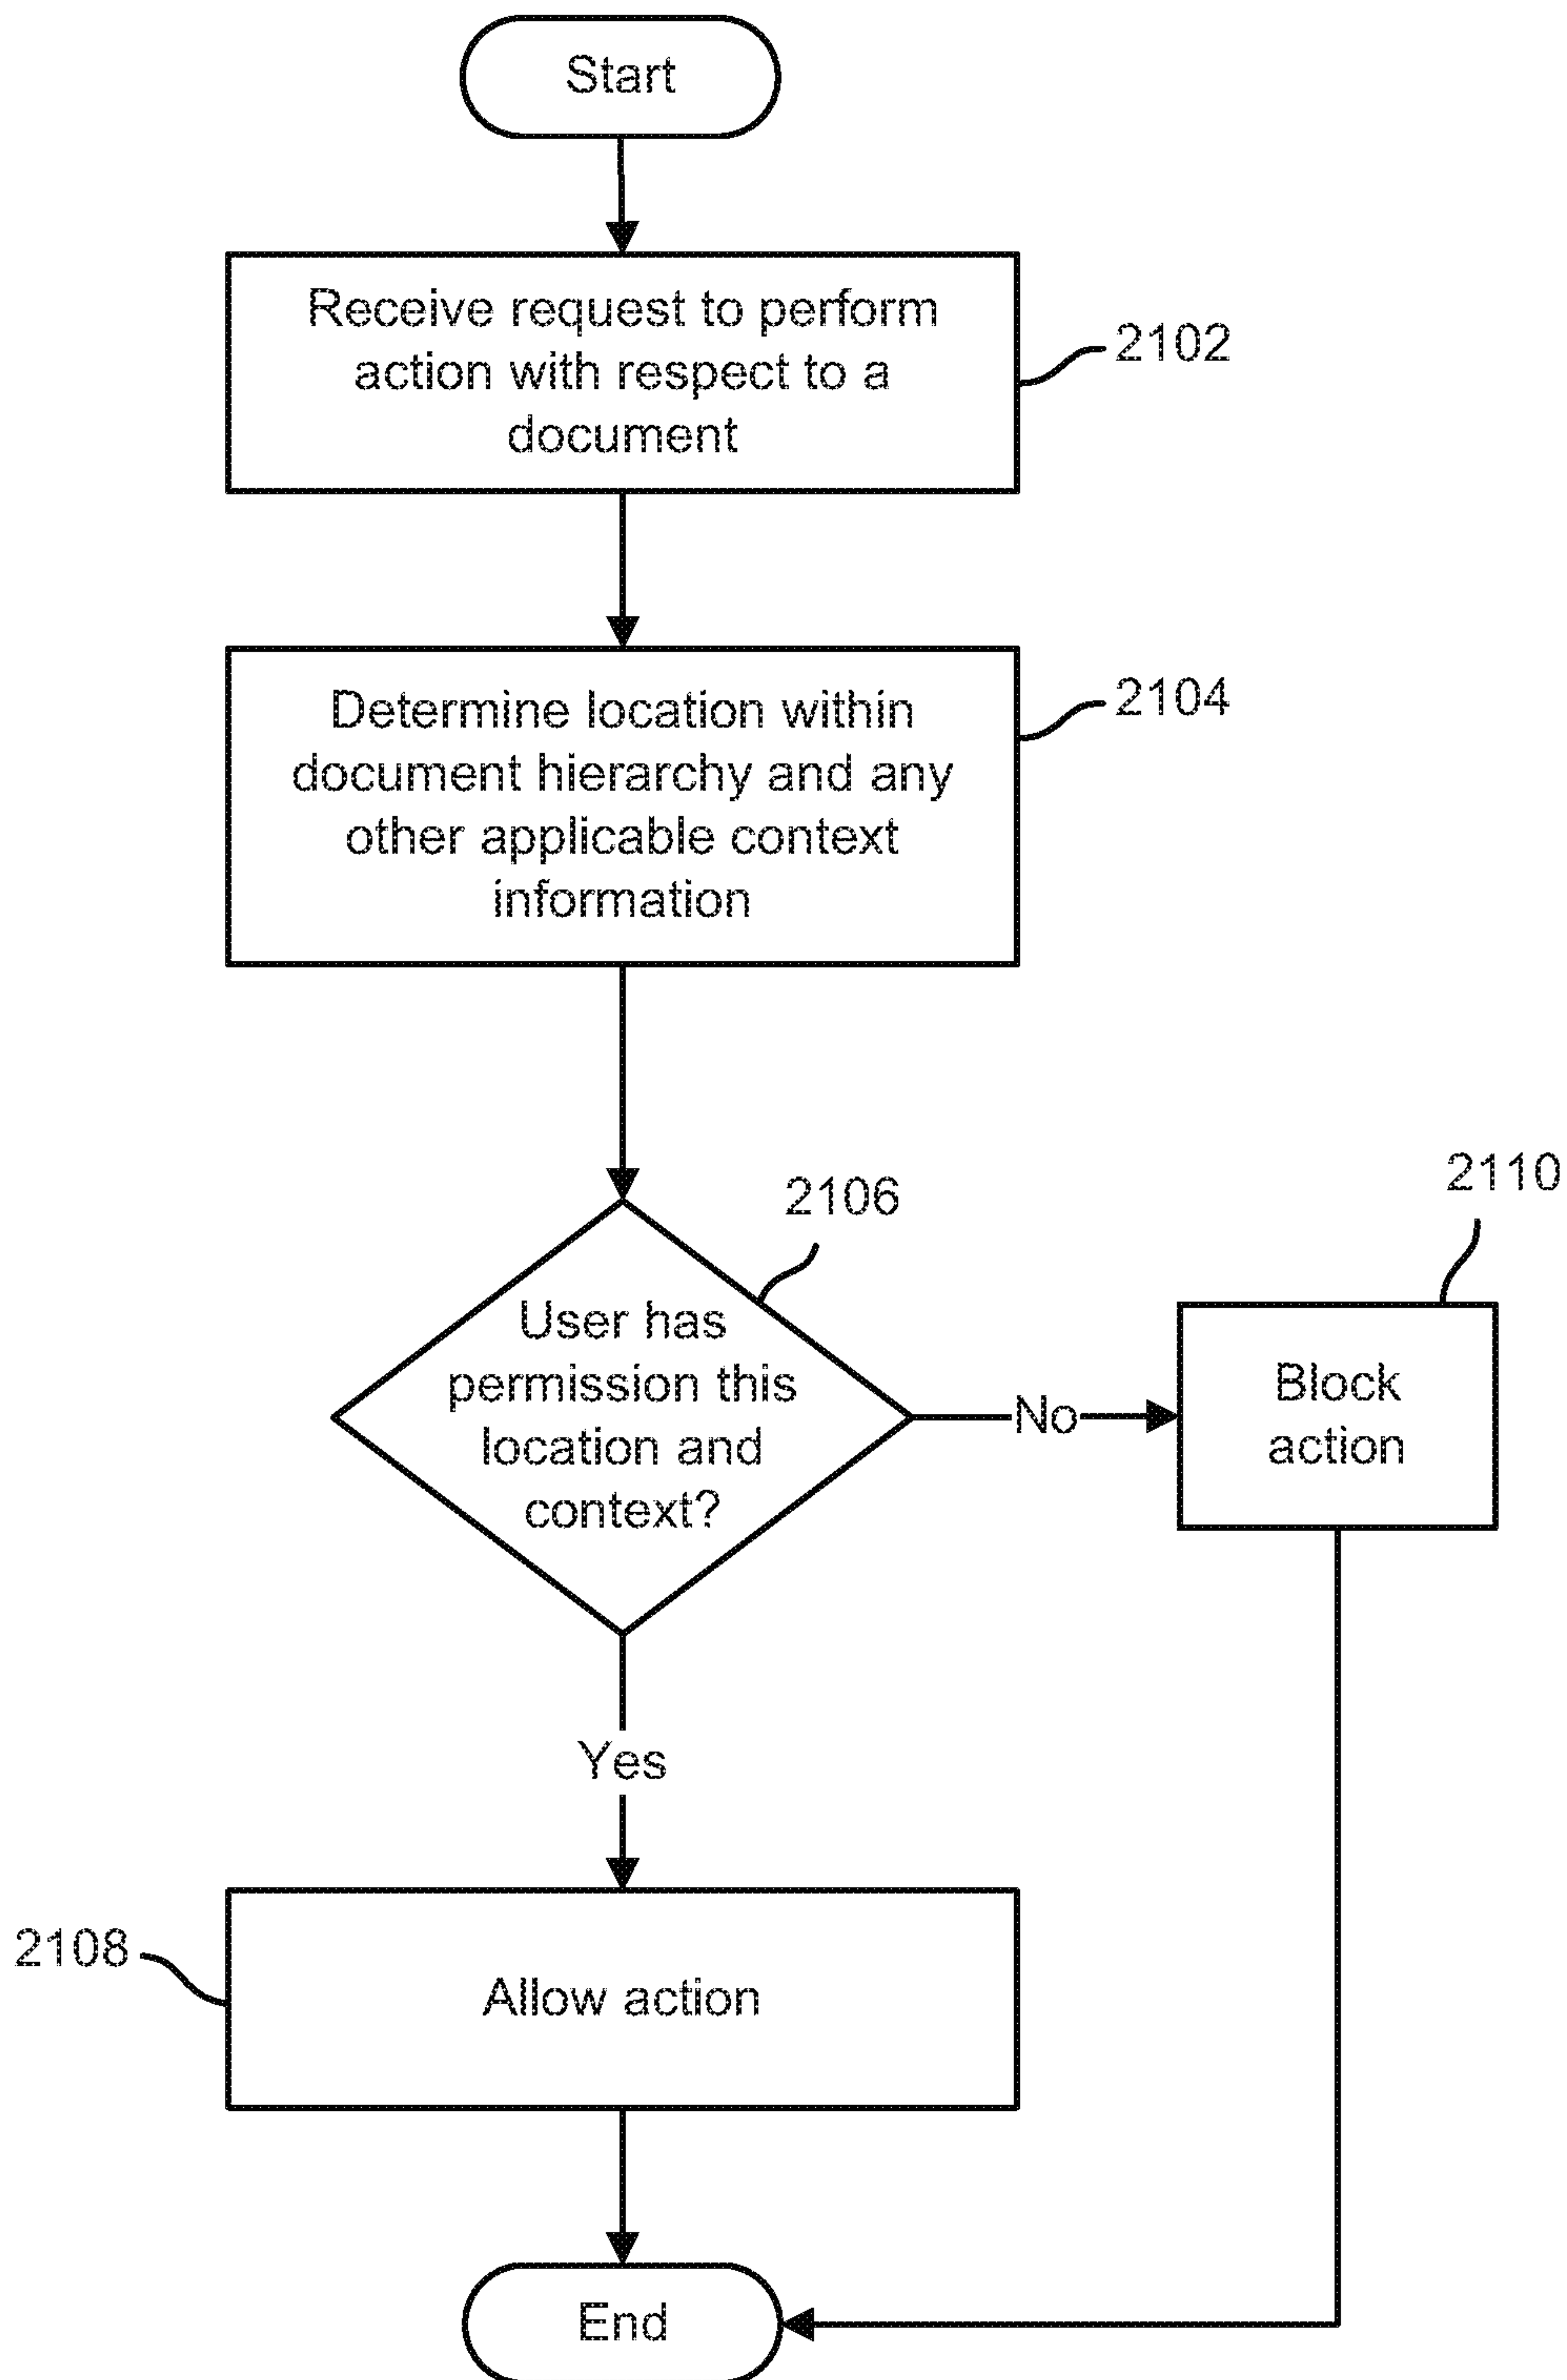 Start
Receive request to perform
action with respect to a
document
2102
Determine location within
document hierarchy and any
other applicable context
information
2104
2106
User has
permission this
location and
context?
No
2110
Block
action
Yes
2108
Allow action
End